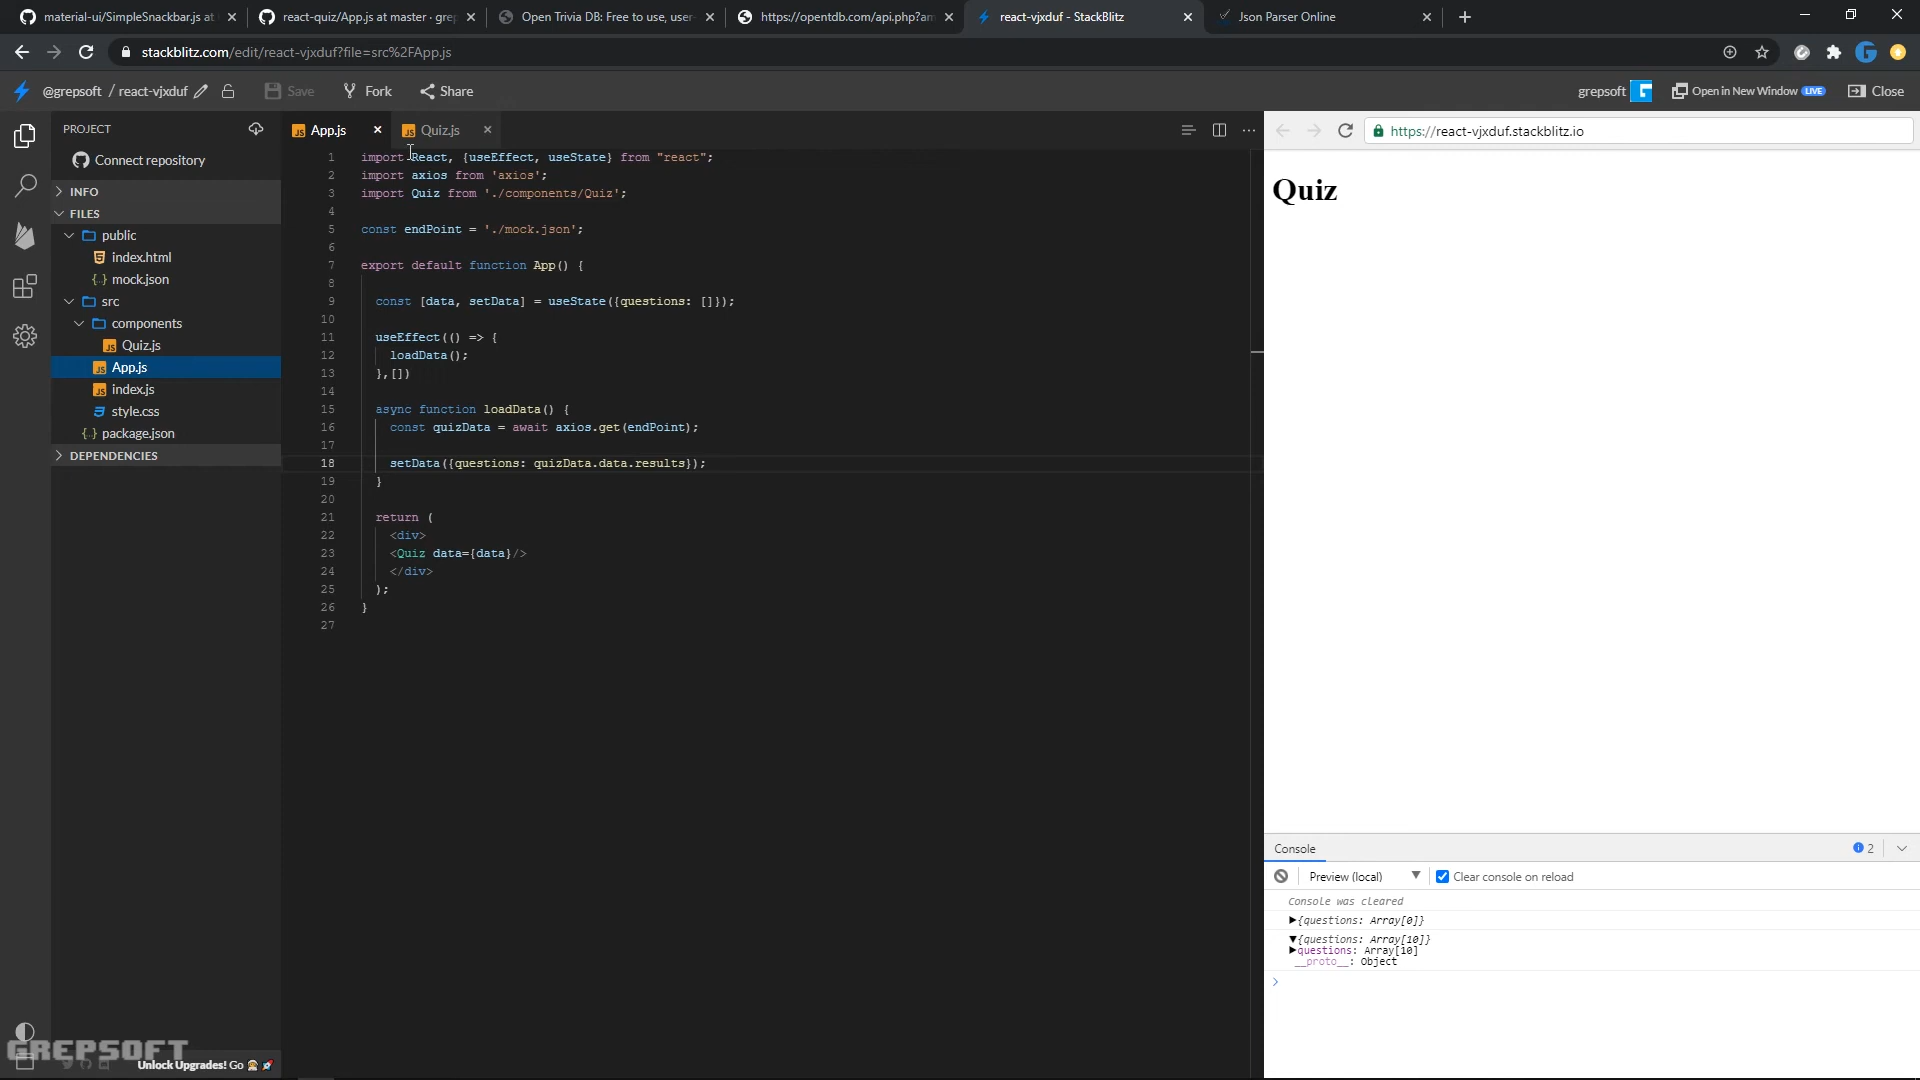 material-ui/SimpleSnackbar.js at
react-quiz/App.js at master · grep
Open Trivia DB: Free to use, user-
https://opentdb.com/api.php?am
react-vjxduf - StackBlitz
Json Parser Online
stackblitz.com/edit/react-vjxduf?file=src%2FApp.js
@grepsoft / react-vjxduf
Save
Fork
Share
grepsoft
Open in New Window LIVE
Close
PROJECT
Connect repository
INFO
FILES
public
index.html
mock.json
src
components
Quiz.js
App.js
index.js
style.css
package.json
DEPENDENCIES
App.js
Quiz.js
1 import React, {useEffect, useState} from "react";
2 import axios from 'axios';
3 import Quiz from './components/Quiz';
4
5 const endPoint = './mock.json';
6
7 export default function App() {
8
9 const [data, setData] = useState({questions: []});
10
11 useEffect(() => {
12 loadData();
13 },[])
14
15 async function loadData() {
16 const quizData = await axios.get(endPoint);
17
18 setData({questions: quizData.data.results});
19 }
20
21 return (
22 <div>
23 <Quiz data={data}/>
24 </div>
25 );
26 }
27
https://react-vjxduf.stackblitz.io
Quiz
Console
2
Preview (local)
Clear console on reload
Console was cleared
▶{questions: Array[0]}
▼{questions: Array[10]}
▶questions: Array[10]
__proto__: Object
GREPSOFT
Unlock Upgrades! Go